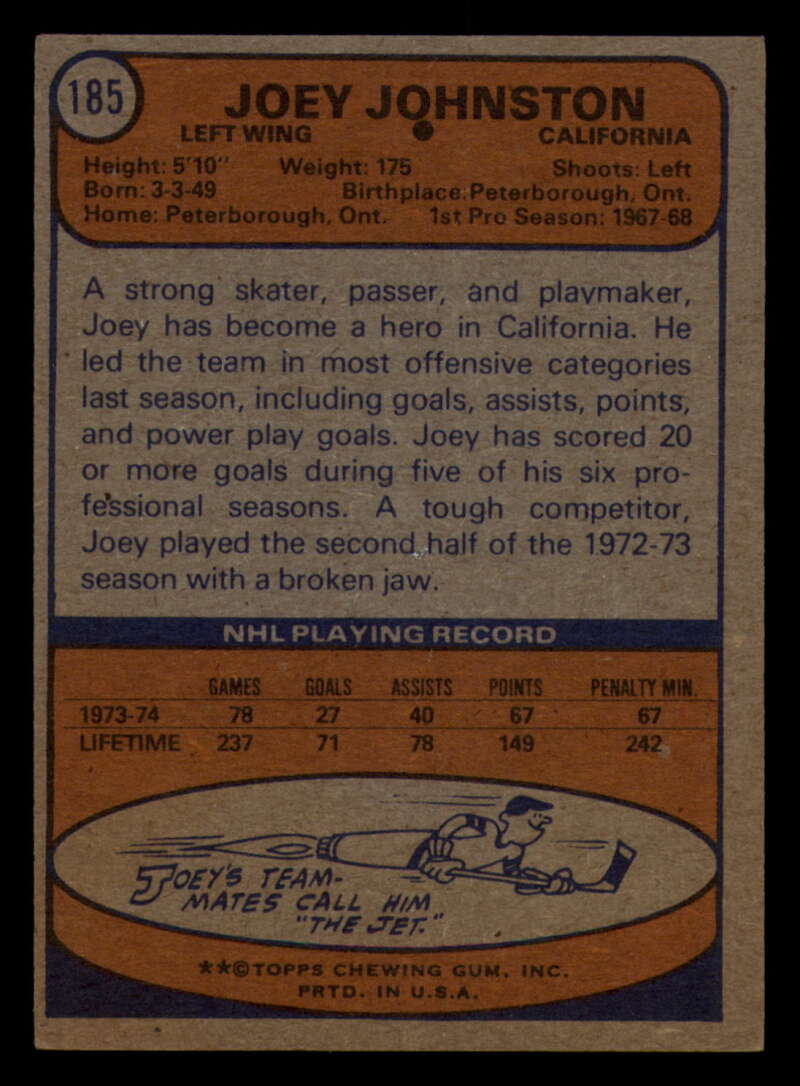 185
JOEY JOHNSTON
LEFT WING ● CALIFORNIA
Height: 5'10" Weight: 175 Shoots: Left
Born: 3-3-49 Birthplace: Peterborough, Ont.
Home: Peterborough, Ont. 1st Pro Season: 1967-68
A strong skater, passer, and playmaker,
Joey has become a hero in California. He
led the team in most offensive categories
last season, including goals, assists, points,
and power play goals. Joey has scored 20
or more goals during five of his six pro-
fessional seasons. A tough competitor,
Joey played the second half of the 1972-73
season with a broken jaw.
NHL PLAYING RECORD
GAMES GOALS ASSISTS POINTS PENALTY MIN.
1973-74 78 27 40 67 67
LIFETIME 237 71 78 149 242
JOEY'S TEAM-
MATES CALL HIM
"THE JET."
**©TOPPS CHEWING GUM, INC.
PRTD. IN U.S.A.